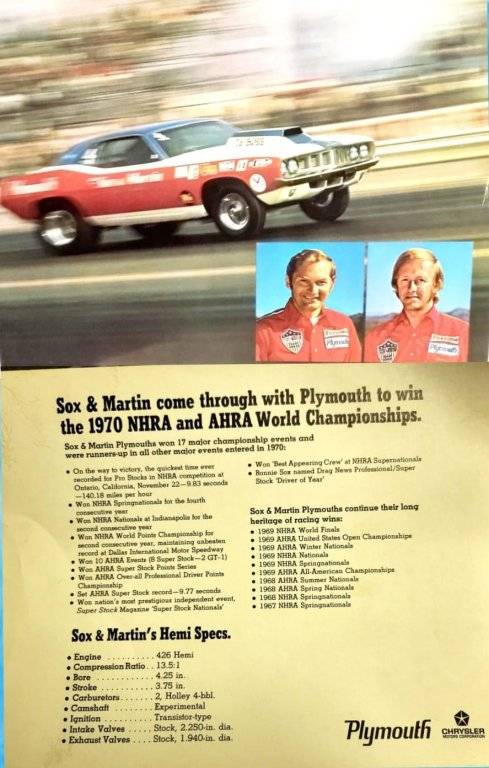 Sox & Martin
Sox & Martin come through with Plymouth to win
the 1970 NHRA and AHRA World Championships.
Sox & Martin Plymouths won 17 major championship events and
were runners-up in all other major events entered in 1970:
• On the way to victory, the quickest time ever
recorded for Pro Stocks in NHRA competition at
Ontario, California, November 22—9.83 seconds
—140.18 miles per hour
• Won NHRA Springnationals for the fourth
consecutive year
• Won NHRA Nationals at Indianapolis for the
second consecutive year
• Won NHRA World Points Championship for
second consecutive year, maintaining unbeaten
record at Dallas International Motor Speedway
• Won 10 AHRA Events (8 Super Stock—2 GT-1)
• Won AHRA Super Stock Points Series
• Won AHRA Over-all Professional Driver Points
Championship
• Set AHRA Super Stock record—9.77 seconds
• Won nation's most prestigious independent event,
Super Stock Magazine 'Super Stock Nationals'
• Won 'Best Appearing Crew' at NHRA Supernationals
• Ronnie Sox named Drag News Professional/Super
Stock 'Driver of Year'
Sox & Martin Plymouths continue their long
heritage of racing wins:
• 1969 NHRA World Finals
• 1969 AHRA United States Open Championships
• 1969 AHRA Winter Nationals
• 1969 NHRA Nationals
• 1969 NHRA Springnationals
• 1969 AHRA All-American Championships
• 1968 AHRA Summer Nationals
• 1968 AHRA Spring Nationals
• 1968 NHRA Springnationals
• 1967 NHRA Springnationals
Sox & Martin's Hemi Specs.
• Engine .......... 426 Hemi
• Compression Ratio .. 13.5:1
• Bore ............ 4.25 in.
• Stroke .......... 3.75 in.
• Carburetors ....... 2, Holley 4-bbl.
• Camshaft ........ Experimental
• Ignition .......... Transistor-type
• Intake Valves ..... Stock, 2.250-in. dia.
• Exhaust Valves .... Stock, 1.940-in. dia.
Plymouth
CHRYSLER
MOTORS CORPORATION